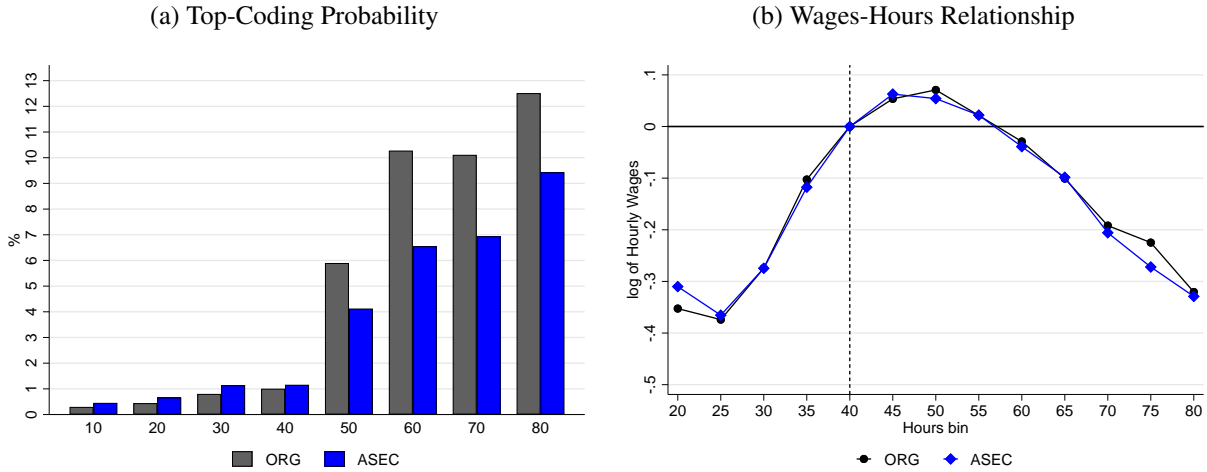 (a) Top-Coding Probability
%
13
12
11
10
9
8
7
6
5
4
3
2
1
0
10 20 30 40 50 60 70 80
ORG ASEC
(b) Wages-Hours Relationship
log of Hourly Wages
.1
0
-.1
-.2
-.3
-.4
-.5
20 25 30 35 40 45 50 55 60 65 70 75 80
Hours bin
ORG ASEC